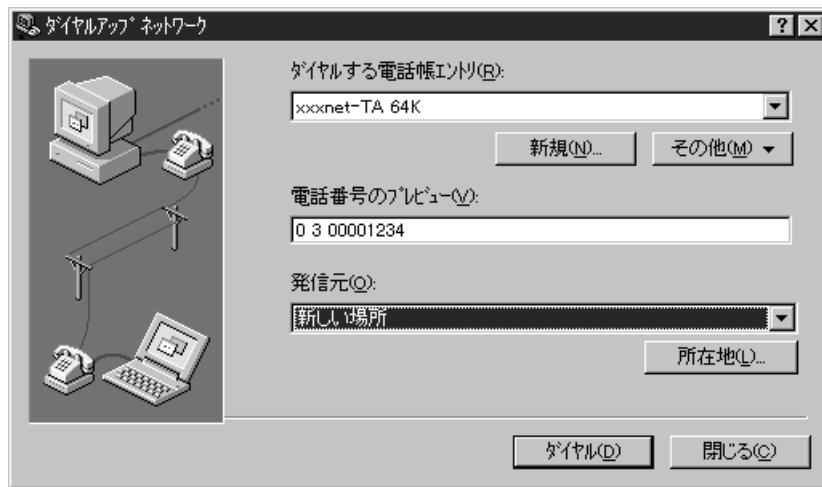 ﾀﾞｲﾔﾙｱｯﾌﾟ ﾈｯﾄﾜｰｸ
ﾀﾞｲﾔﾙする電話帳ｴﾝﾄﾘ(R):
xxxnet-TA 64K
新規(N)... その他(M)
電話番号のﾌﾟﾚﾋﾞｭｰ(V):
0 3 00001234
発信元(O):
新しい場所
所在地(L)...
ﾀﾞｲﾔﾙ(D) 閉じる(C)